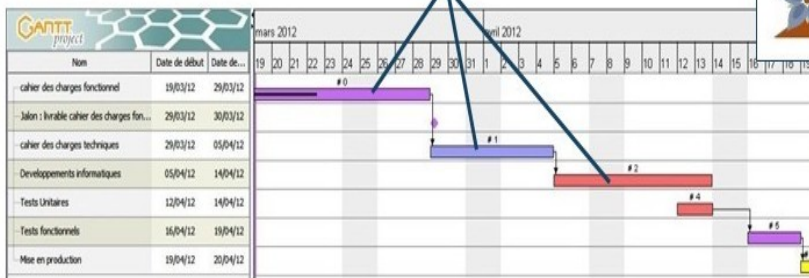 GANTT
project
mars 2012
avril 2012
Nom Date de début Date de...
19 20 21 22 23 24 25 26 27 28 29 30 31 1 2 3 4 5 6 7 8 9 10 11 12 13 14 15 16 17 18
cahier des charges fonctionnel 19/03/12 29/03/12
# 0
Jalon : livrable cahier des charges fon... 29/03/12 30/03/12
cahier des charges techniques 29/03/12 05/04/12
# 1
Developpements informatiques 05/04/12 14/04/12
# 2
Tests Unitaires 12/04/12 14/04/12
# 4
Tests fonctionnels 16/04/12 19/04/12
Mise en production 19/04/12 20/04/12